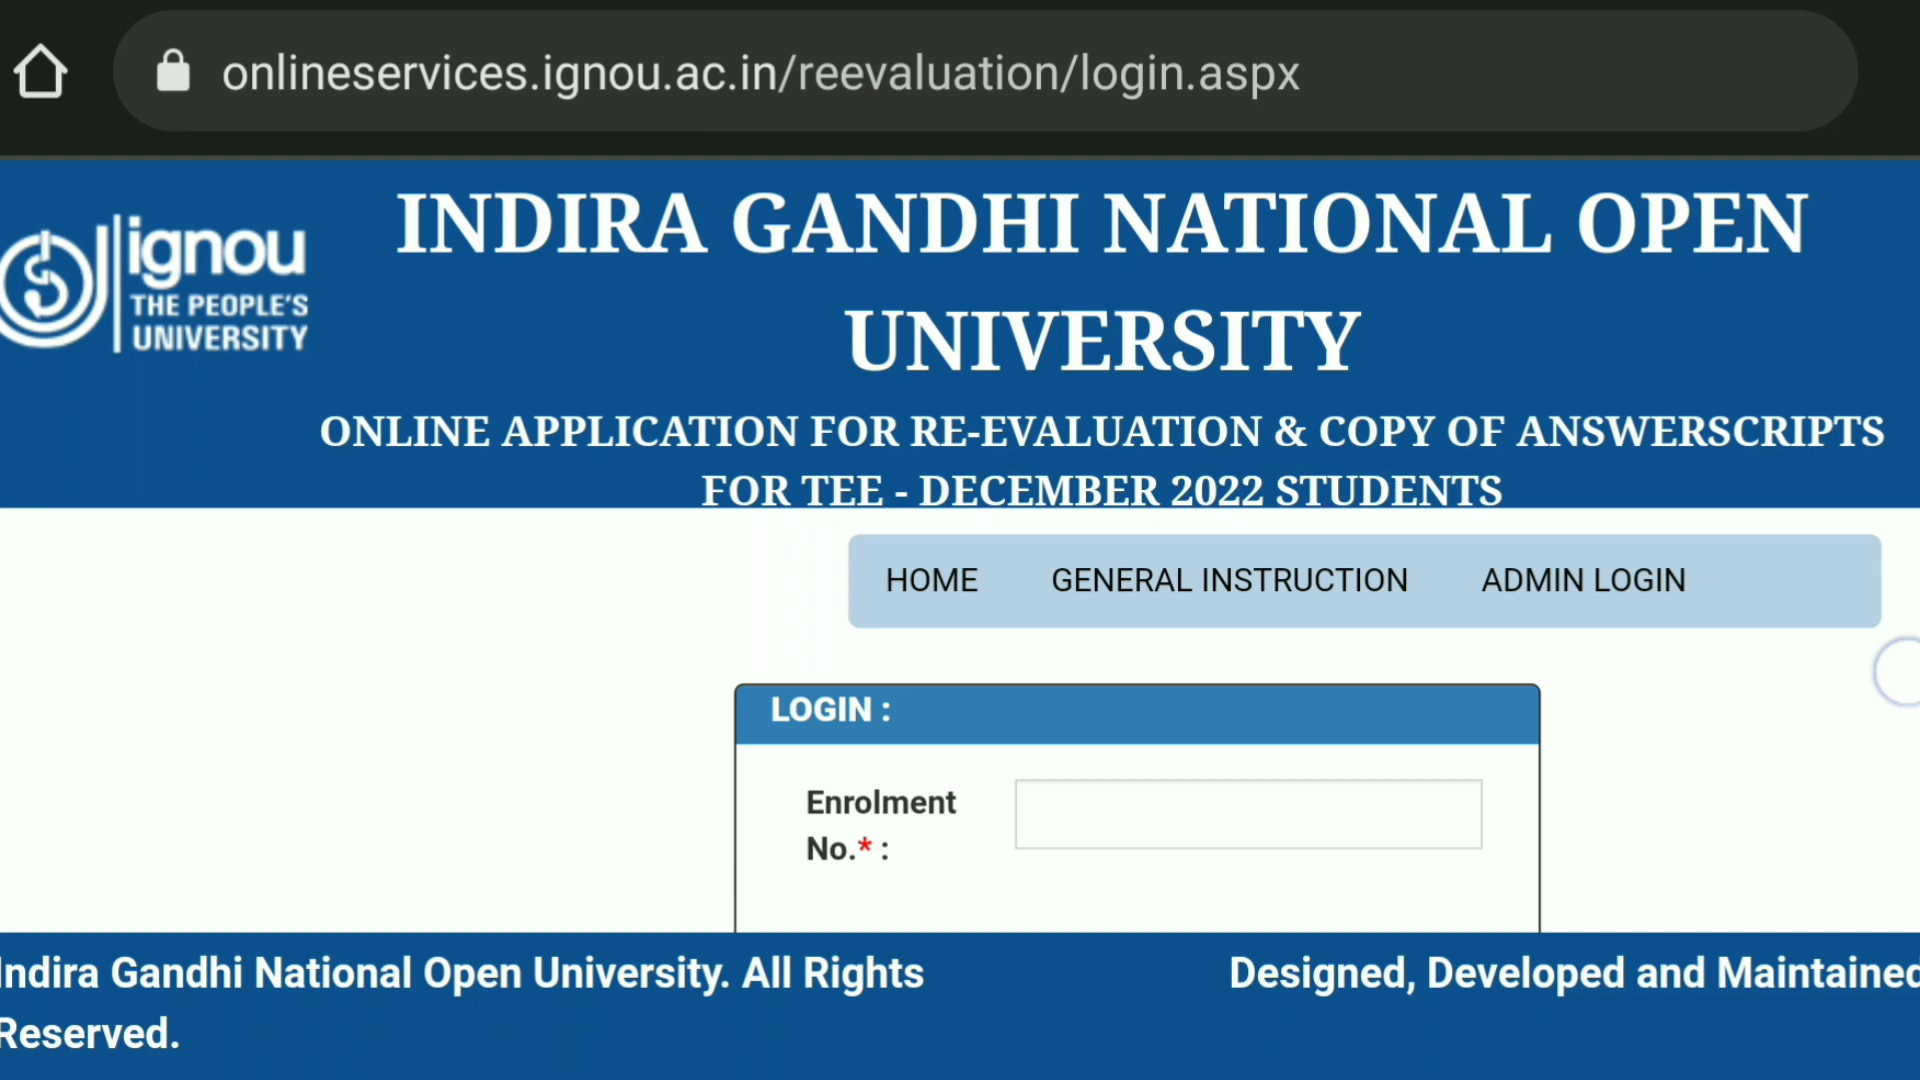 onlineservices.ignou.ac.in/reevaluation/login.aspx
ignou
THE PEOPLE'S
UNIVERSITY
INDIRA GANDHI NATIONAL OPEN
UNIVERSITY
ONLINE APPLICATION FOR RE-EVALUATION & COPY OF ANSWERSCRIPTS
FOR TEE - DECEMBER 2022 STUDENTS
HOME GENERAL INSTRUCTION ADMIN LOGIN
LOGIN :
Enrolment
No.* :
Indira Gandhi National Open University. All Rights
Reserved.
Designed, Developed and Maintained